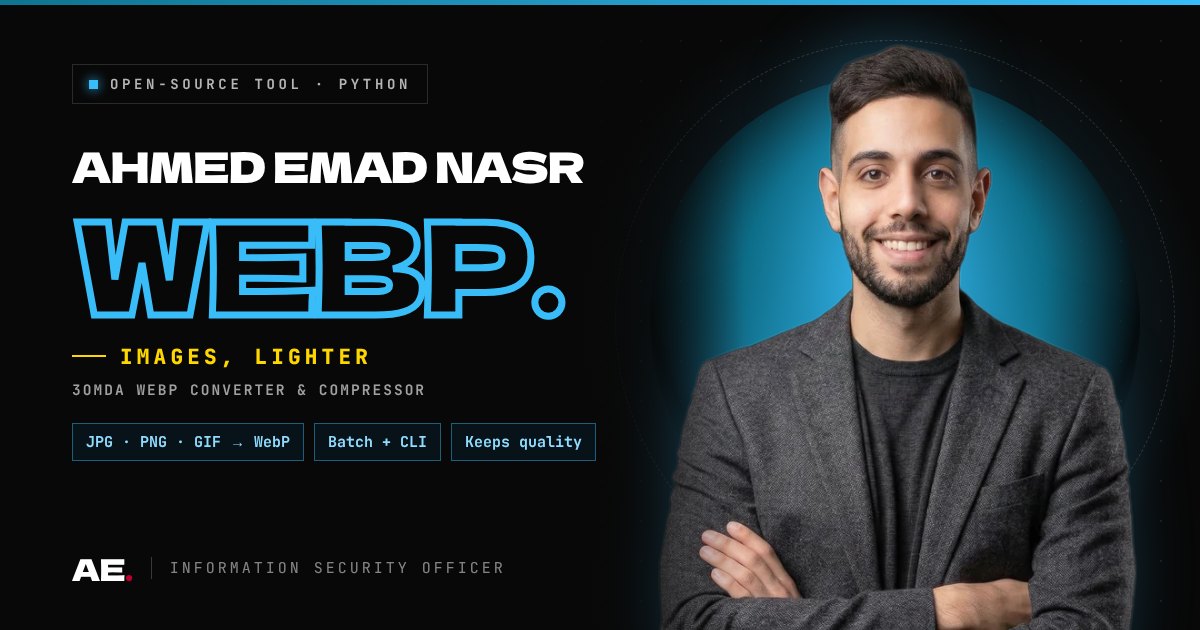 OPEN-SOURCE TOOL · PYTHON
AHMED EMAD NASR
WEBP.
IMAGES, LIGHTER
3OMDA WEBP CONVERTER & COMPRESSOR
JPG · PNG · GIF → WebP
Batch + CLI
Keeps quality
AE.
INFORMATION SECURITY OFFICER